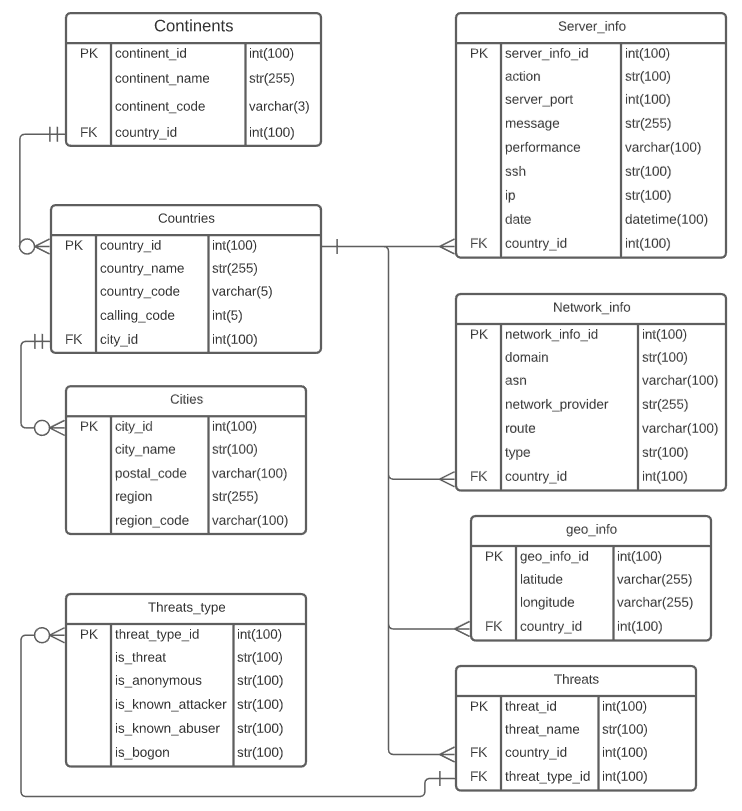 Continents
PK continent_id int(100)
continent_name str(255)
continent_code varchar(3)
FK country_id int(100)
Countries
PK country_id int(100)
country_name str(255)
country_code varchar(5)
calling_code int(5)
FK city_id int(100)
Cities
PK city_id int(100)
city_name str(100)
postal_code varchar(100)
region str(255)
region_code varchar(100)
Threats_type
PK threat_type_id int(100)
is_threat str(100)
is_anonymous str(100)
is_known_attacker str(100)
is_known_abuser str(100)
is_bogon str(100)
Server_info
PK server_info_id int(100)
action str(100)
server_port int(100)
message str(255)
performance varchar(100)
ssh str(100)
ip str(100)
date datetime(100)
FK country_id int(100)
Network_info
PK network_info_id int(100)
domain str(100)
asn varchar(100)
network_provider str(255)
route varchar(100)
type str(100)
FK country_id int(100)
geo_info
PK geo_info_id int(100)
latitude varchar(255)
longitude varchar(255)
FK country_id int(100)
Threats
PK threat_id int(100)
threat_name str(100)
FK country_id int(100)
FK threat_type_id int(100)